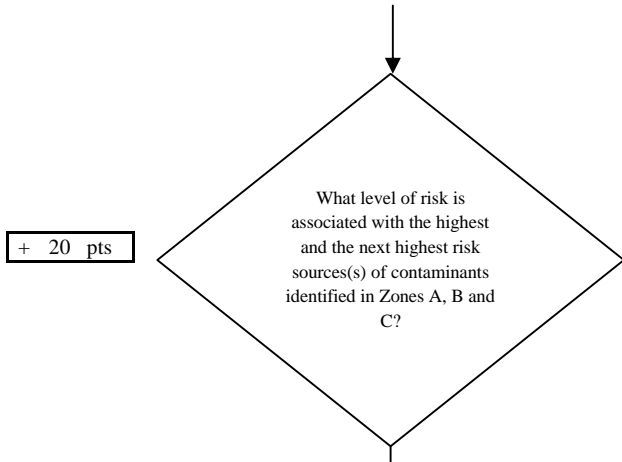 What level of risk is
associated with the highest
and the next highest risk
sources(s) of contaminants
identified in Zones A, B and
C?
+ 20 pts